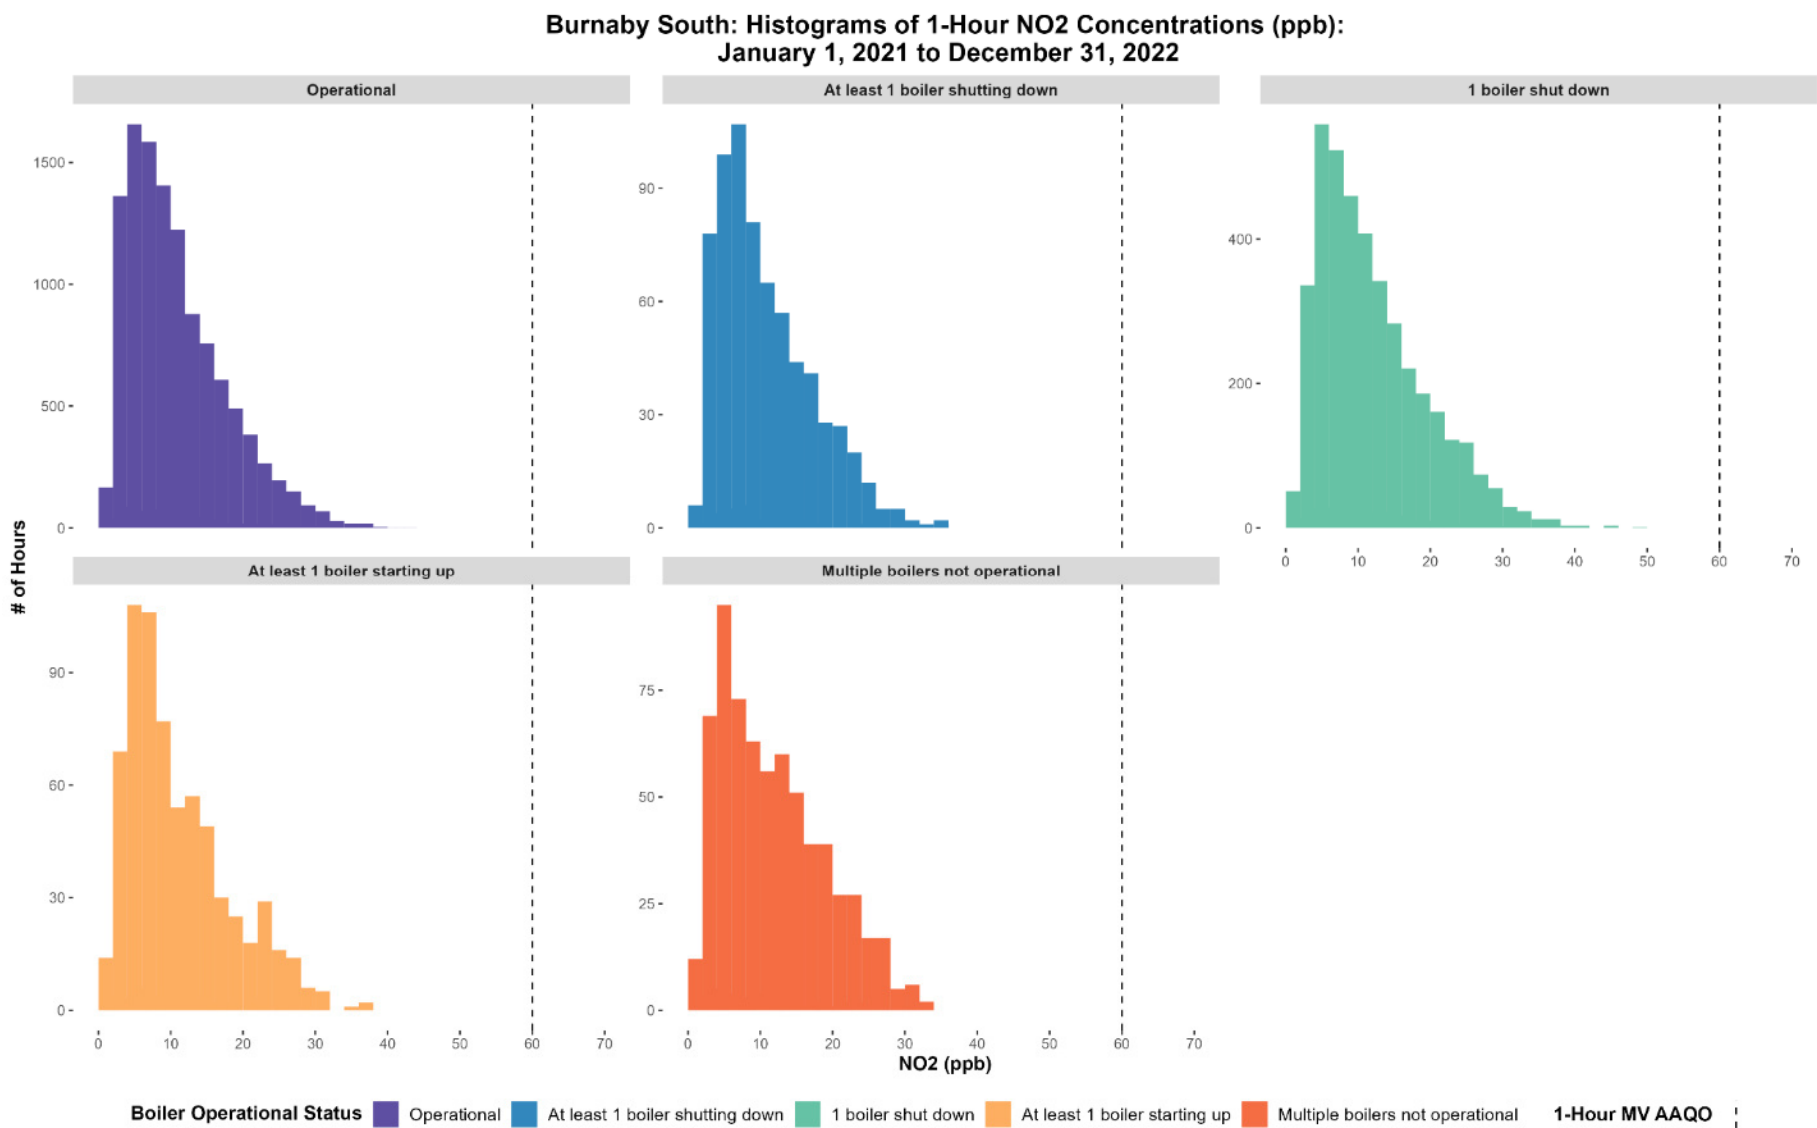 Burnaby South: Histograms of 1-Hour NO2 Concentrations (ppb):
January 1, 2021 to December 31, 2022
Operational
At least 1 boiler shutting down
1 boiler shut down
1500
1000
500
0
90
60
30
0
400
200
0
0 10 20 30 40 50 60 70
# of Hours
At least 1 boiler starting up
Multiple boilers not operational
90
60
30
0
75
50
25
0
0 10 20 30 40 50 60 70
0 10 20 30 40 50 60 70
NO2 (ppb)
Boiler Operational Status Operational At least 1 boiler shutting down 1 boiler shut down At least 1 boiler starting up Multiple boilers not operational 1-Hour MV AAQO